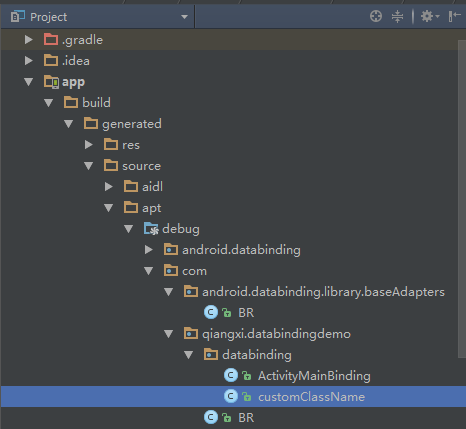 Project
.gradle
.idea
app
build
generated
res
source
aidl
apt
debug
android.databinding
com
android.databinding.library.baseAdapters
BR
qiangxi.databindingdemo
databinding
ActivityMainBinding
customClassName
BR